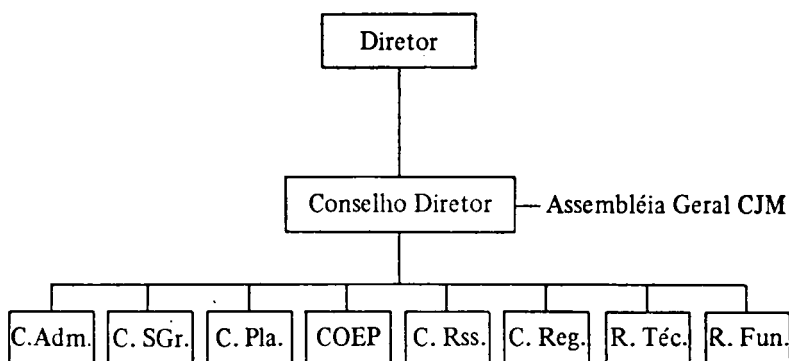 Diretor
Conselho Diretor
Assembléia Geral CJM
C.Adm.
C. SGr.
C. Pla.
COEP
C. Rss.
C. Reg.
R. Téc.
R. Fun.